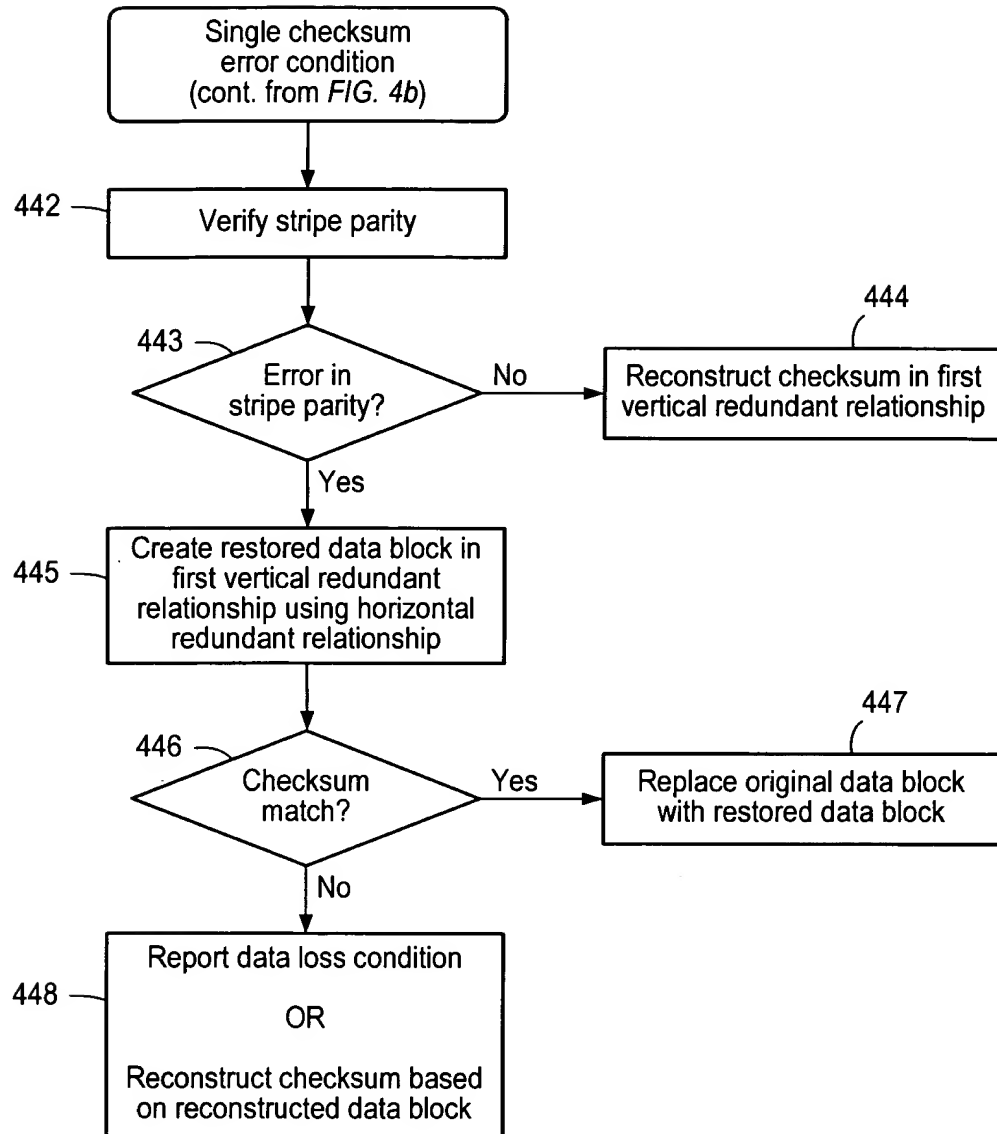 Single checksum
error condition
(cont. from FIG. 4b)
442
Verify stripe parity
443
Error in
stripe parity?
No
444
Reconstruct checksum in first
vertical redundant relationship
Yes
445
Create restored data block in
first vertical redundant
relationship using horizontal
redundant relationship
446
Checksum
match?
Yes
447
Replace original data block
with restored data block
No
448
Report data loss condition
OR
Reconstruct checksum based
on reconstructed data block